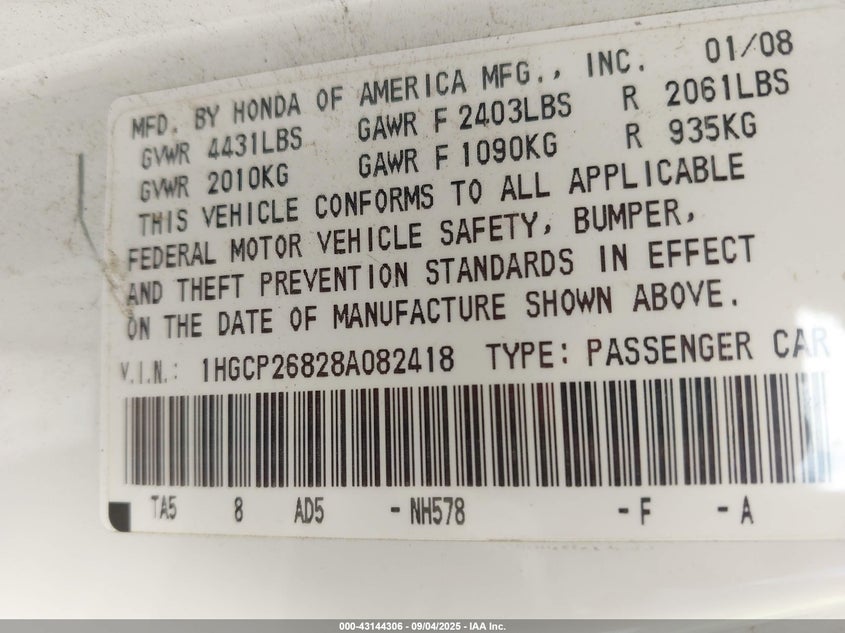 MFD. BY HONDA OF AMERICA MFG., INC. 01/08
GVWR 4431LBS GAWR F 2403LBS R 2061LBS
GVWR 2010KG GAWR F 1090KG R 935KG
THIS VEHICLE CONFORMS TO ALL APPLICABLE
FEDERAL MOTOR VEHICLE SAFETY, BUMPER,
AND THEFT PREVENTION STANDARDS IN EFFECT
ON THE DATE OF MANUFACTURE SHOWN ABOVE.
V.I.N.: 1HGCP26828A082418 TYPE: PASSENGER CAR
TA5 8 AD5 -NH578 -F -A
000-43144306 - 09/04/2025 - IAA Inc.